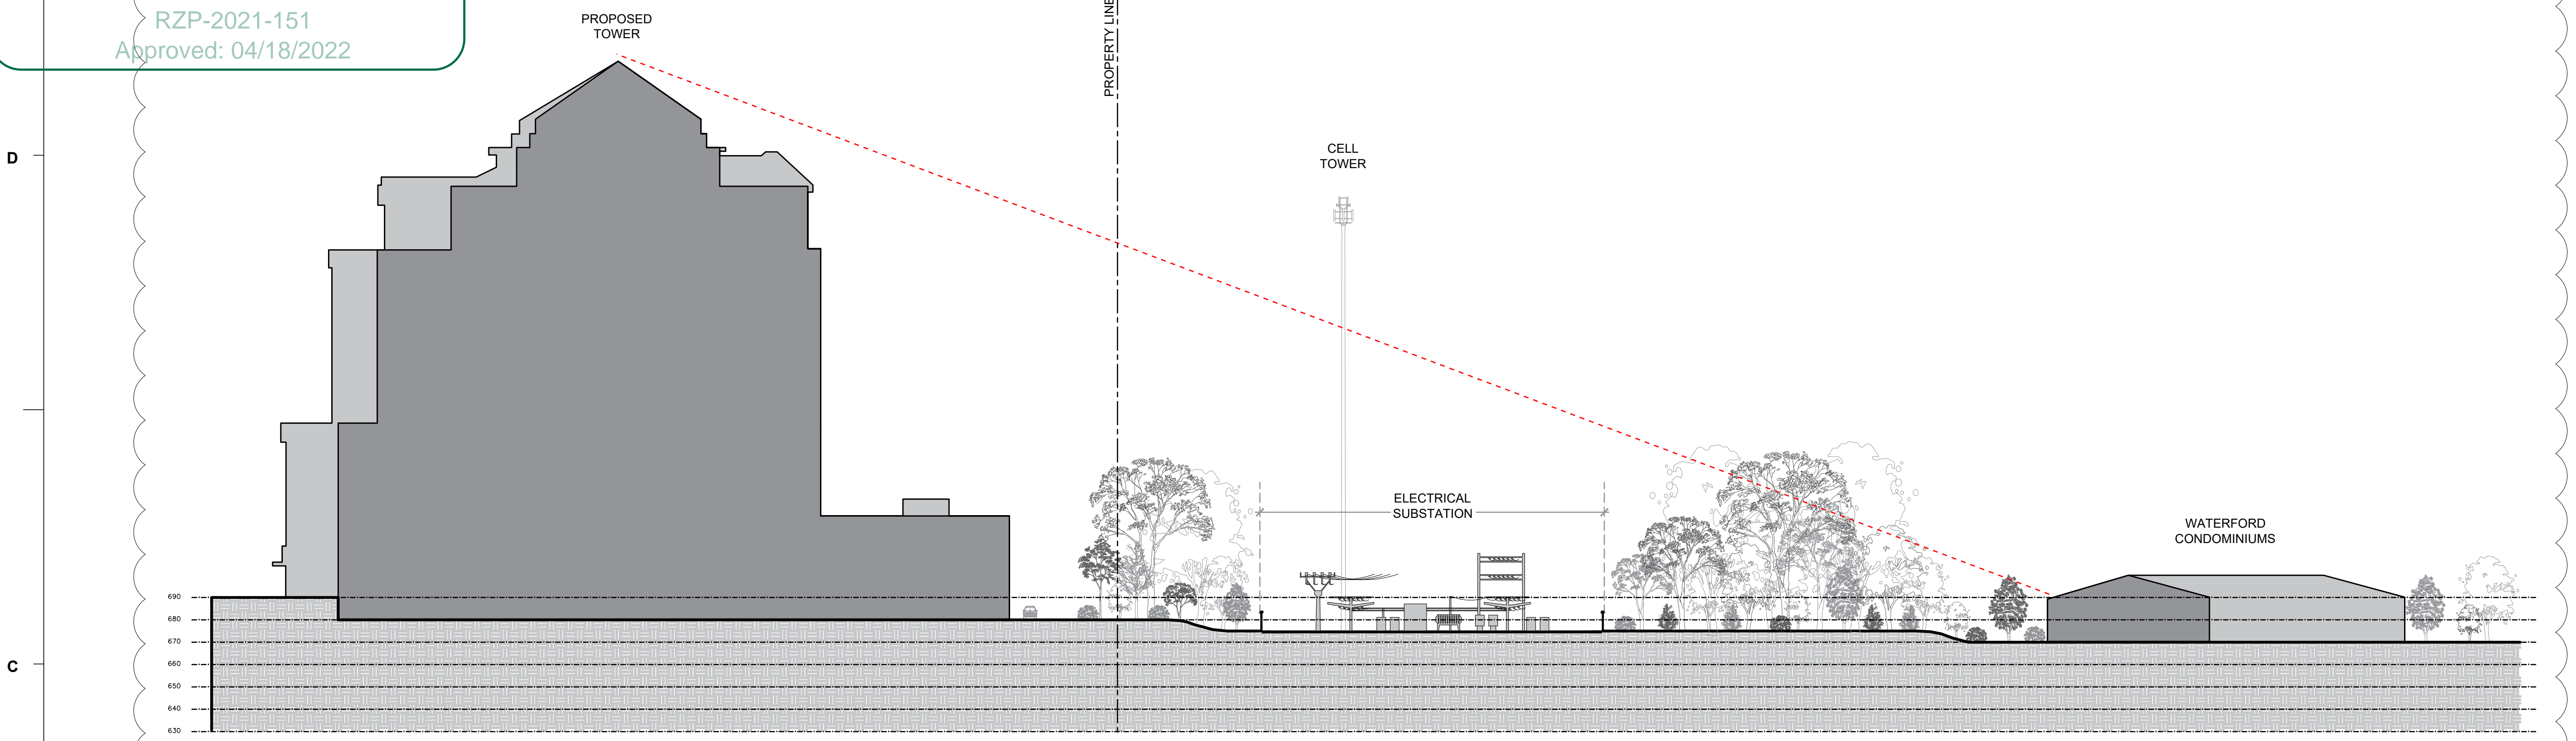 RZP-2021-151
Approved: 04/18/2022
PROPOSED
TOWER
PROPERTY LINE
D
CELL
TOWER
ELECTRICAL
SUBSTATION
WATERFORD
CONDOMINIUMS
C
690
680
670
660
650
640
630